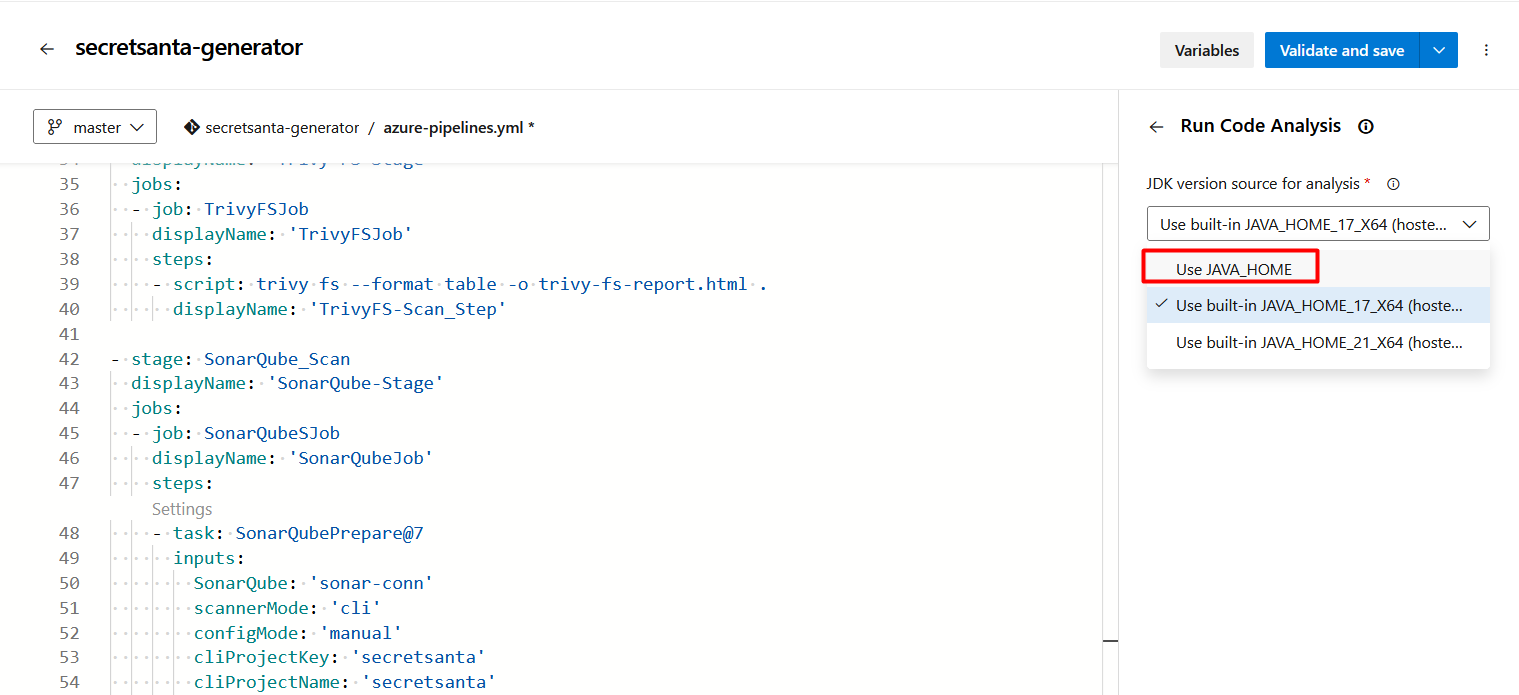 secretsanta-generator
Variables
Validate and save
master
secretsanta-generator / azure-pipelines.yml *
34 displayName: 'Trivy-FS-Stage'
35 jobs:
36 - job: TrivyFSJob
37 displayName: 'TrivyFSJob'
38 steps:
39 - script: trivy fs --format table -o trivy-fs-report.html .
40 displayName: 'TrivyFS-Scan_Step'
41
42 - stage: SonarQube_Scan
43 displayName: 'SonarQube-Stage'
44 jobs:
45 - job: SonarQubeSJob
46 displayName: 'SonarQubeJob'
47 steps:
Settings
48 - task: SonarQubePrepare@7
49 inputs:
50 SonarQube: 'sonar-conn'
51 scannerMode: 'cli'
52 configMode: 'manual'
53 cliProjectKey: 'secretsanta'
54 cliProjectName: 'secretsanta'
Run Code Analysis
JDK version source for analysis *
Use built-in JAVA_HOME_17_X64 (hoste...
Use JAVA_HOME
Use built-in JAVA_HOME_17_X64 (hoste...
Use built-in JAVA_HOME_21_X64 (hoste...